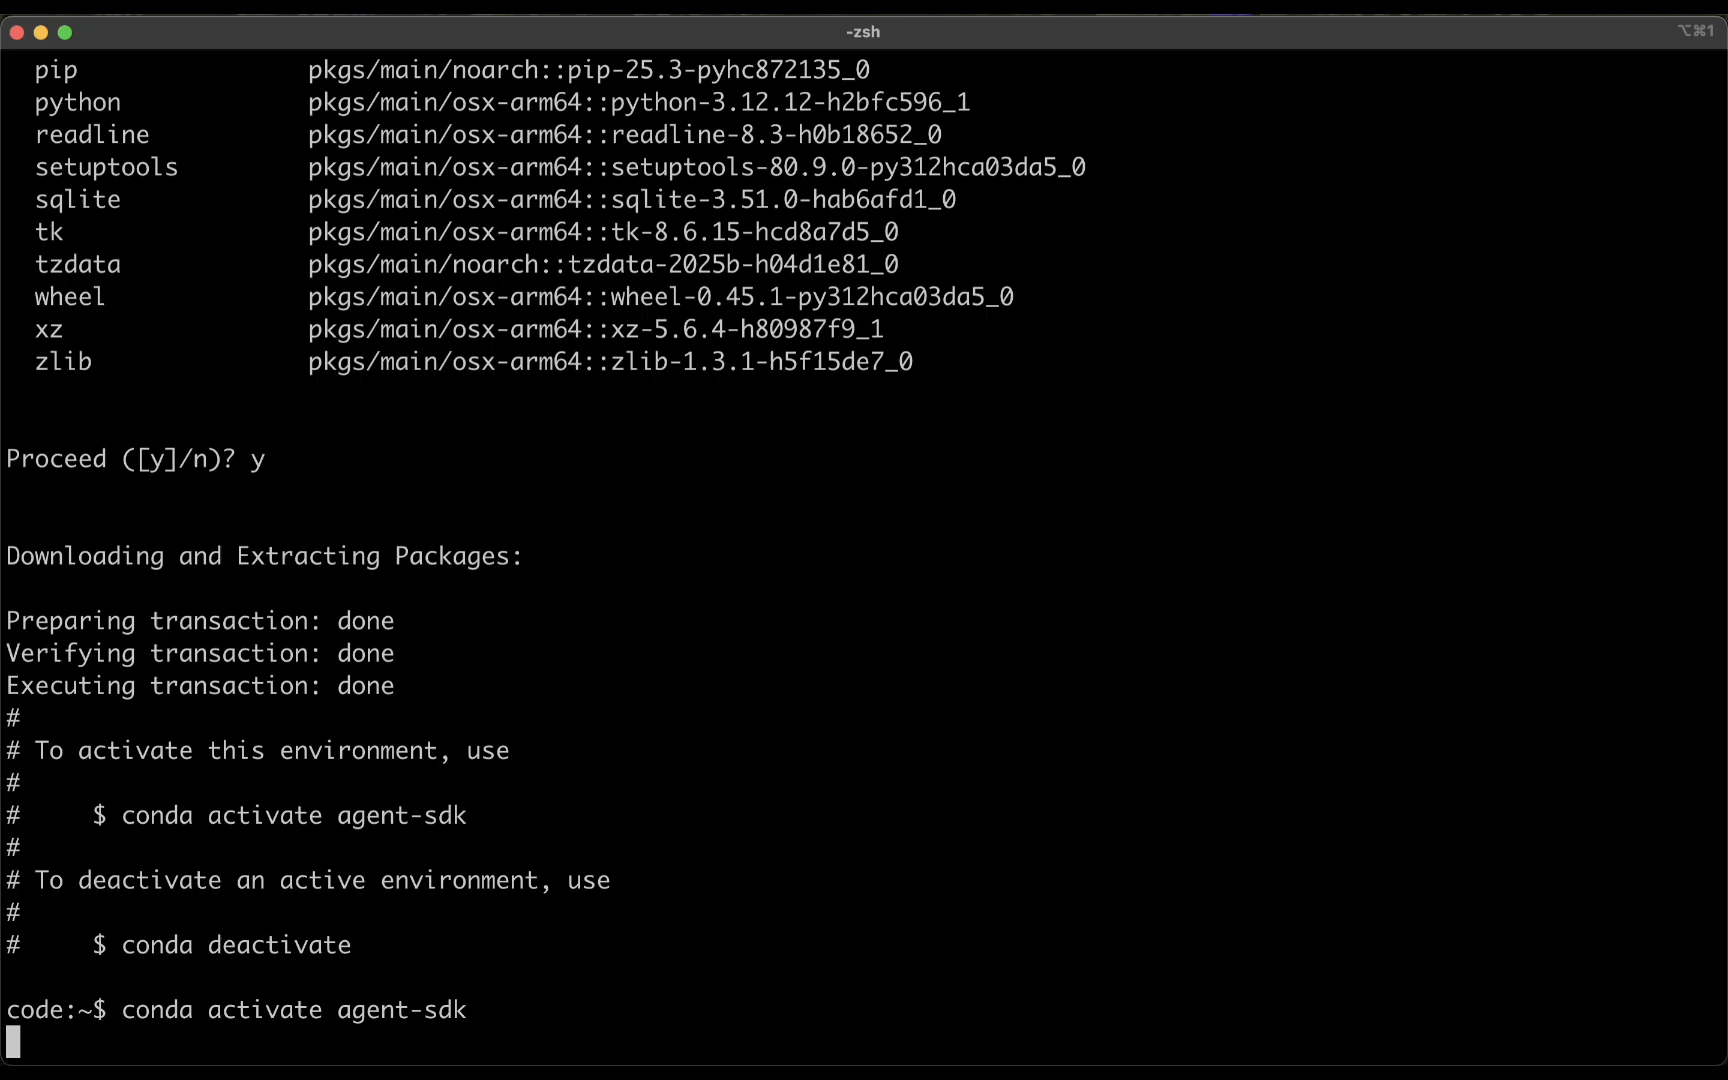 -zsh
⌥⌘1
pip pkgs/main/noarch::pip-25.3-pyhc872135_0
python pkgs/main/osx-arm64::python-3.12.12-h2bfc596_1
readline pkgs/main/osx-arm64::readline-8.3-h0b18652_0
setuptools pkgs/main/osx-arm64::setuptools-80.9.0-py312hca03da5_0
sqlite pkgs/main/osx-arm64::sqlite-3.51.0-hab6afd1_0
tk pkgs/main/osx-arm64::tk-8.6.15-hcd8a7d5_0
tzdata pkgs/main/noarch::tzdata-2025b-h04d1e81_0
wheel pkgs/main/osx-arm64::wheel-0.45.1-py312hca03da5_0
xz pkgs/main/osx-arm64::xz-5.6.4-h80987f9_1
zlib pkgs/main/osx-arm64::zlib-1.3.1-h5f15de7_0
Proceed ([y]/n)? y
Downloading and Extracting Packages:
Preparing transaction: done
Verifying transaction: done
Executing transaction: done
#
# To activate this environment, use
#
# $ conda activate agent-sdk
#
# To deactivate an active environment, use
#
# $ conda deactivate
code:~$ conda activate agent-sdk